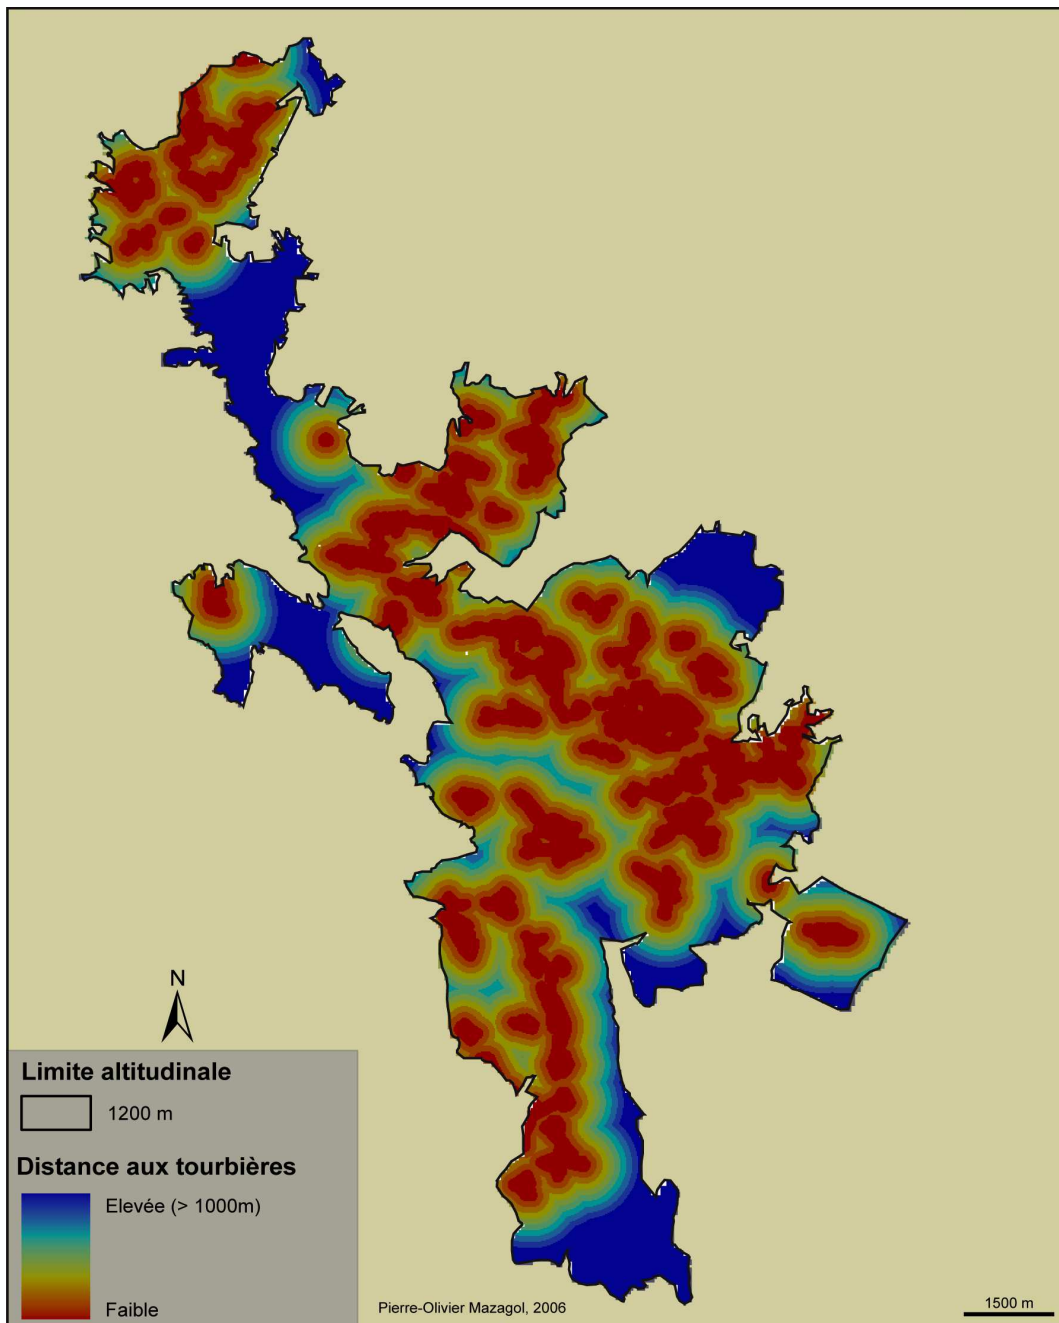 N
Limite altitudinale
1200 m
Distance aux tourbières
Elevée (> 1000m)
Faible
Pierre-Olivier Mazagol, 2006
1500 m